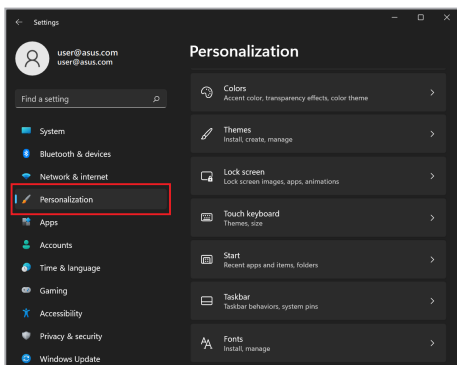 Settings
user@asus.com
user@asus.com
Find a setting
System
Bluetooth & devices
Network & internet
Personalization
Apps
Accounts
Time & language
Gaming
Accessibility
Privacy & security
Windows Update
Personalization
Colors
Accent color, transparency effects, color theme
Themes
Install, create, manage
Lock screen
Lock screen images, apps, animations
Touch keyboard
Themes, size
Start
Recent apps and items, folders
Taskbar
Taskbar behaviors, system pins
Fonts
Install, manage